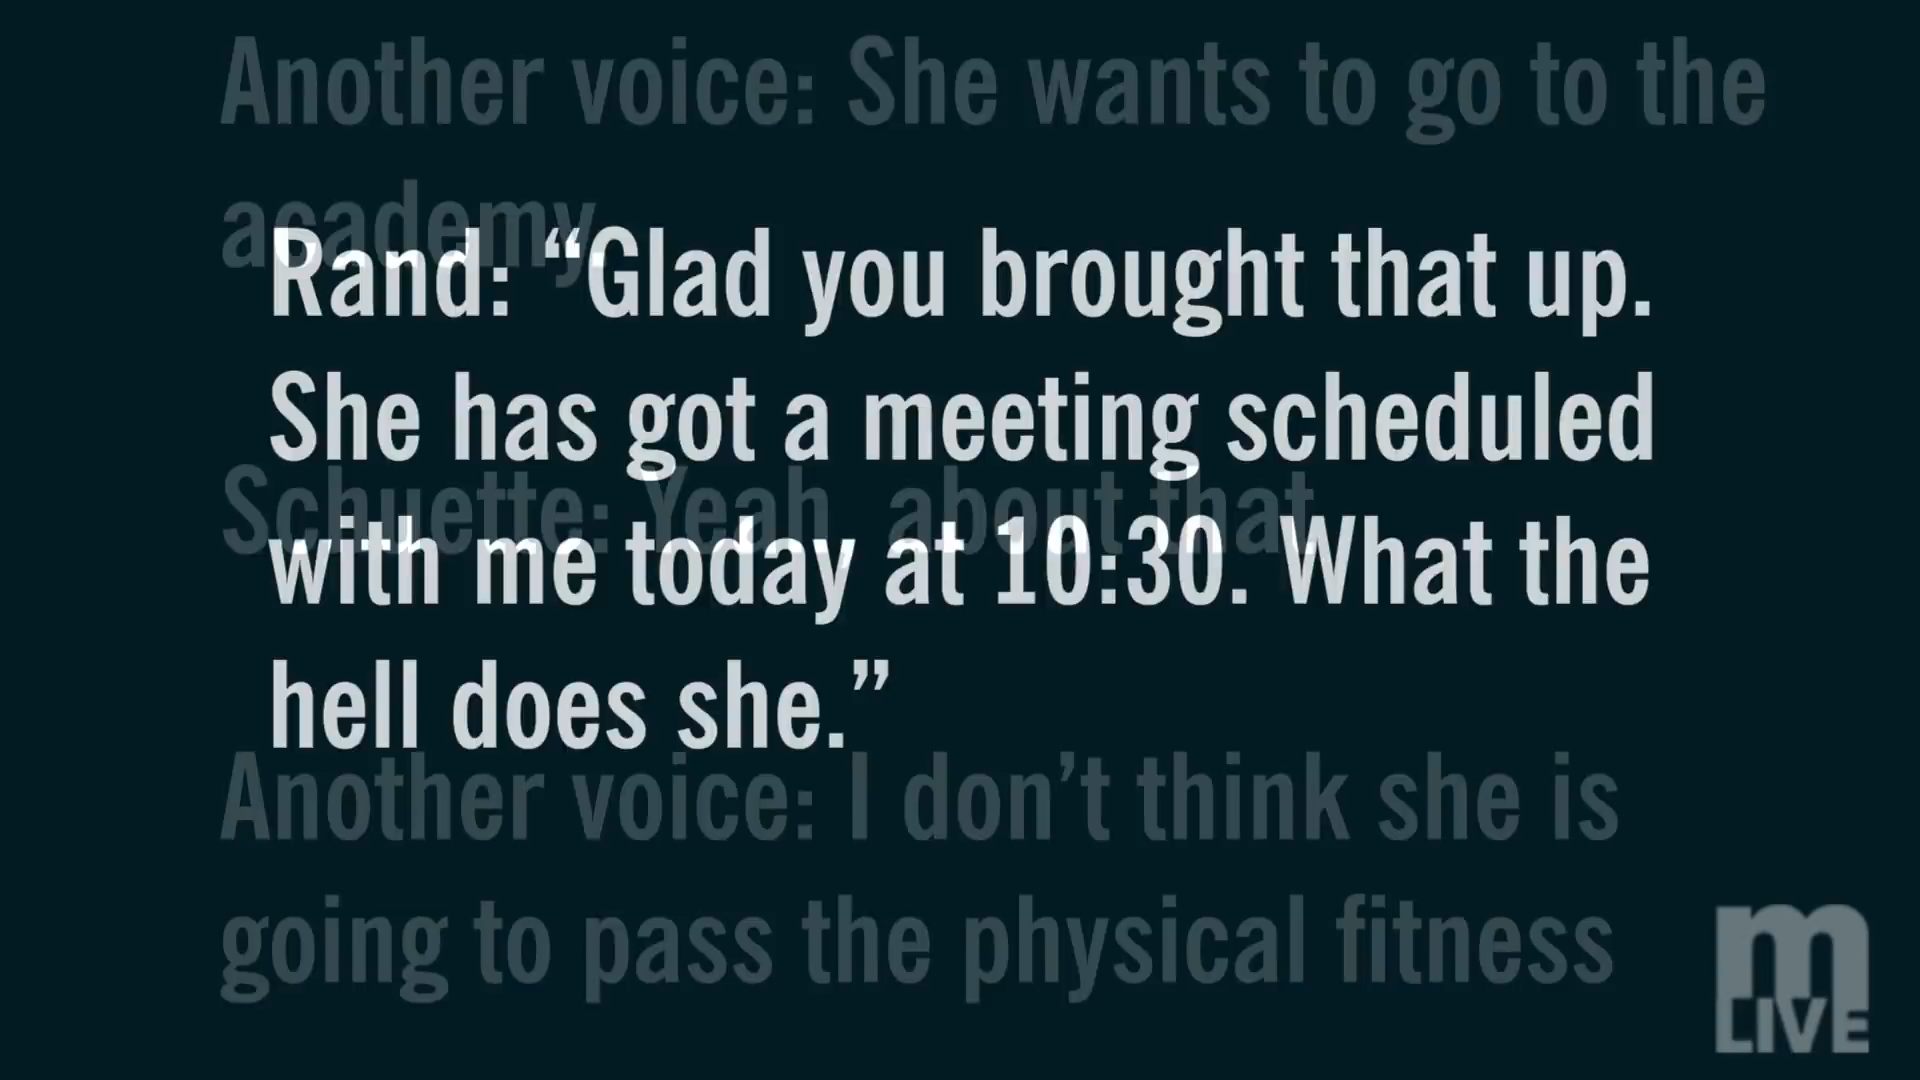 Another voice: She wants to go to the
academy.
Rand: “Glad you brought that up.
She has got a meeting scheduled
Schuette: Yeah, about that.
with me today at 10:30. What the
hell does she.”
Another voice: I don’t think she is
going to pass the physical fitness
m
LIVE